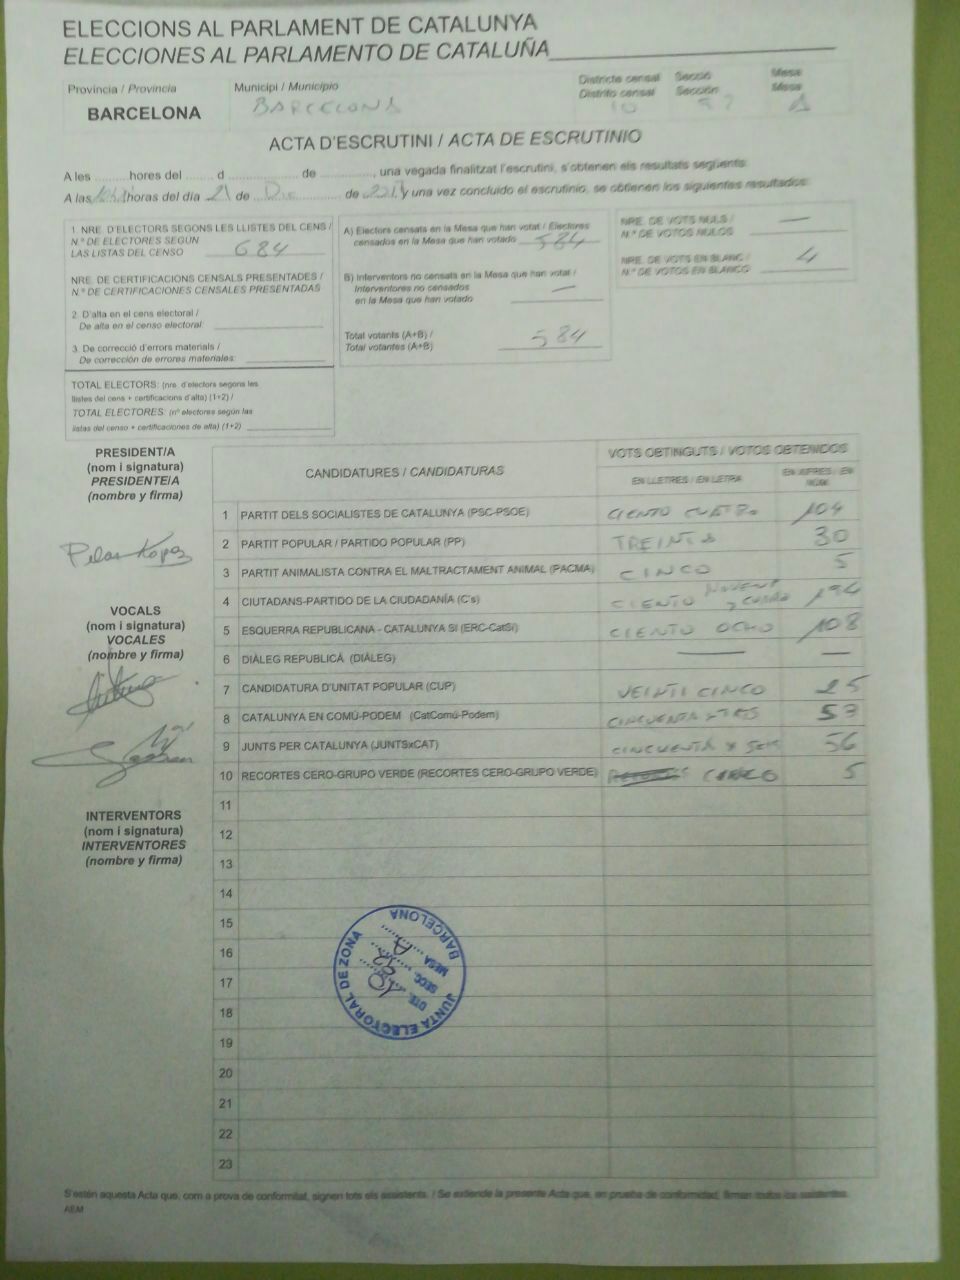 ELECCIONS AL PARLAMENT DE CATALUNYA
ELECCIONES AL PARLAMENTO DE CATALUÑA
Provincia / Provincia
BARCELONA
Municipi / Municipio
BARCELONA
Districte censal Secció Mesa
Distrito censal Sección Mesa
10 A
ACTA D'ESCRUTINI / ACTA DE ESCRUTINIO
A les .......... hores del ....... d ................ de ............., una vegada finalitzat l'escrutini, s'obtenen els resultats següents:
A las horas del día 21 de Dic de 2017, y una vez concluido el escrutinio, se obtienen los siguientes resultados:
1. NRE. D'ELECTORS SEGONS LES LLISTES DEL CENS /
N.º DE ELECTORES SEGÚN
LAS LISTAS DEL CENSO 684
NRE. DE CERTIFICACIONS CENSALS PRESENTADES /
N.º DE CERTIFICACIONES CENSALES PRESENTADAS
2. D'alta en el cens electoral /
De alta en el censo electoral:
3. De correcció d'errors materials /
De corrección de errores materiales:
TOTAL ELECTORS: (nre. d'electors segons les
llistes del cens + certificacions d'alta) (1+2) /
TOTAL ELECTORES: (nº electores según las
listas del censo + certificaciones de alta) (1+2)
A) Electors censats en la Mesa que han votat / Electores
censados en la Mesa que han votado 584
B) Interventors no censats en la Mesa que han votat /
Interventores no censados
en la Mesa que han votado —
Total votants (A+B) /
Total votantes (A+B) 584
NRE. DE VOTS NULS /
N.º DE VOTOS NULOS —
NRE. DE VOTS EN BLANC /
N.º DE VOTOS EN BLANCO 4
PRESIDENT/A
(nom i signatura)
PRESIDENTE/A
(nombre y firma)
Pilar López
VOCALS
(nom i signatura)
VOCALES
(nombre y firma)
INTERVENTORS
(nom i signatura)
INTERVENTORES
(nombre y firma)
CANDIDATURES / CANDIDATURAS
VOTS OBTINGUTS / VOTOS OBTENIDOS
EN LLETRES / EN LETRA
EN XIFRES / EN NÚM.
1 PARTIT DELS SOCIALISTES DE CATALUNYA (PSC-PSOE) CIENTO CUATRO 104
2 PARTIT POPULAR / PARTIDO POPULAR (PP) TREINTA 30
3 PARTIT ANIMALISTA CONTRA EL MALTRACTAMENT ANIMAL (PACMA) CINCO 5
4 CIUTADANS-PARTIDO DE LA CIUDADANÍA (C's) CIENTO NOVENTA y CUATRO 194
5 ESQUERRA REPUBLICANA - CATALUNYA SÍ (ERC-CatSí) CIENTO OCHO 108
6 DIÀLEG REPUBLICÀ (DIÀLEG) — —
7 CANDIDATURA D'UNITAT POPULAR (CUP) VEINTICINCO 25
8 CATALUNYA EN COMÚ-PODEM (CatComú-Podem) CINCUENTA Y TRES 53
9 JUNTS PER CATALUNYA (JUNTSxCAT) CINCUENTA Y SEIS 56
10 RECORTES CERO-GRUPO VERDE (RECORTES CERO-GRUPO VERDE) CINCO 5
11
12
13
14
15
16
17
18
19
20
21
22
23
JUNTA ELECTORAL DE ZONA
BARCELONA
DTE. 10
SECC.
MESA A
S'estén aquesta Acta que, com a prova de conformitat, signen tots els assistents. / Se extiende la presente Acta que, en prueba de conformidad, firman todos los asistentes.
AEM